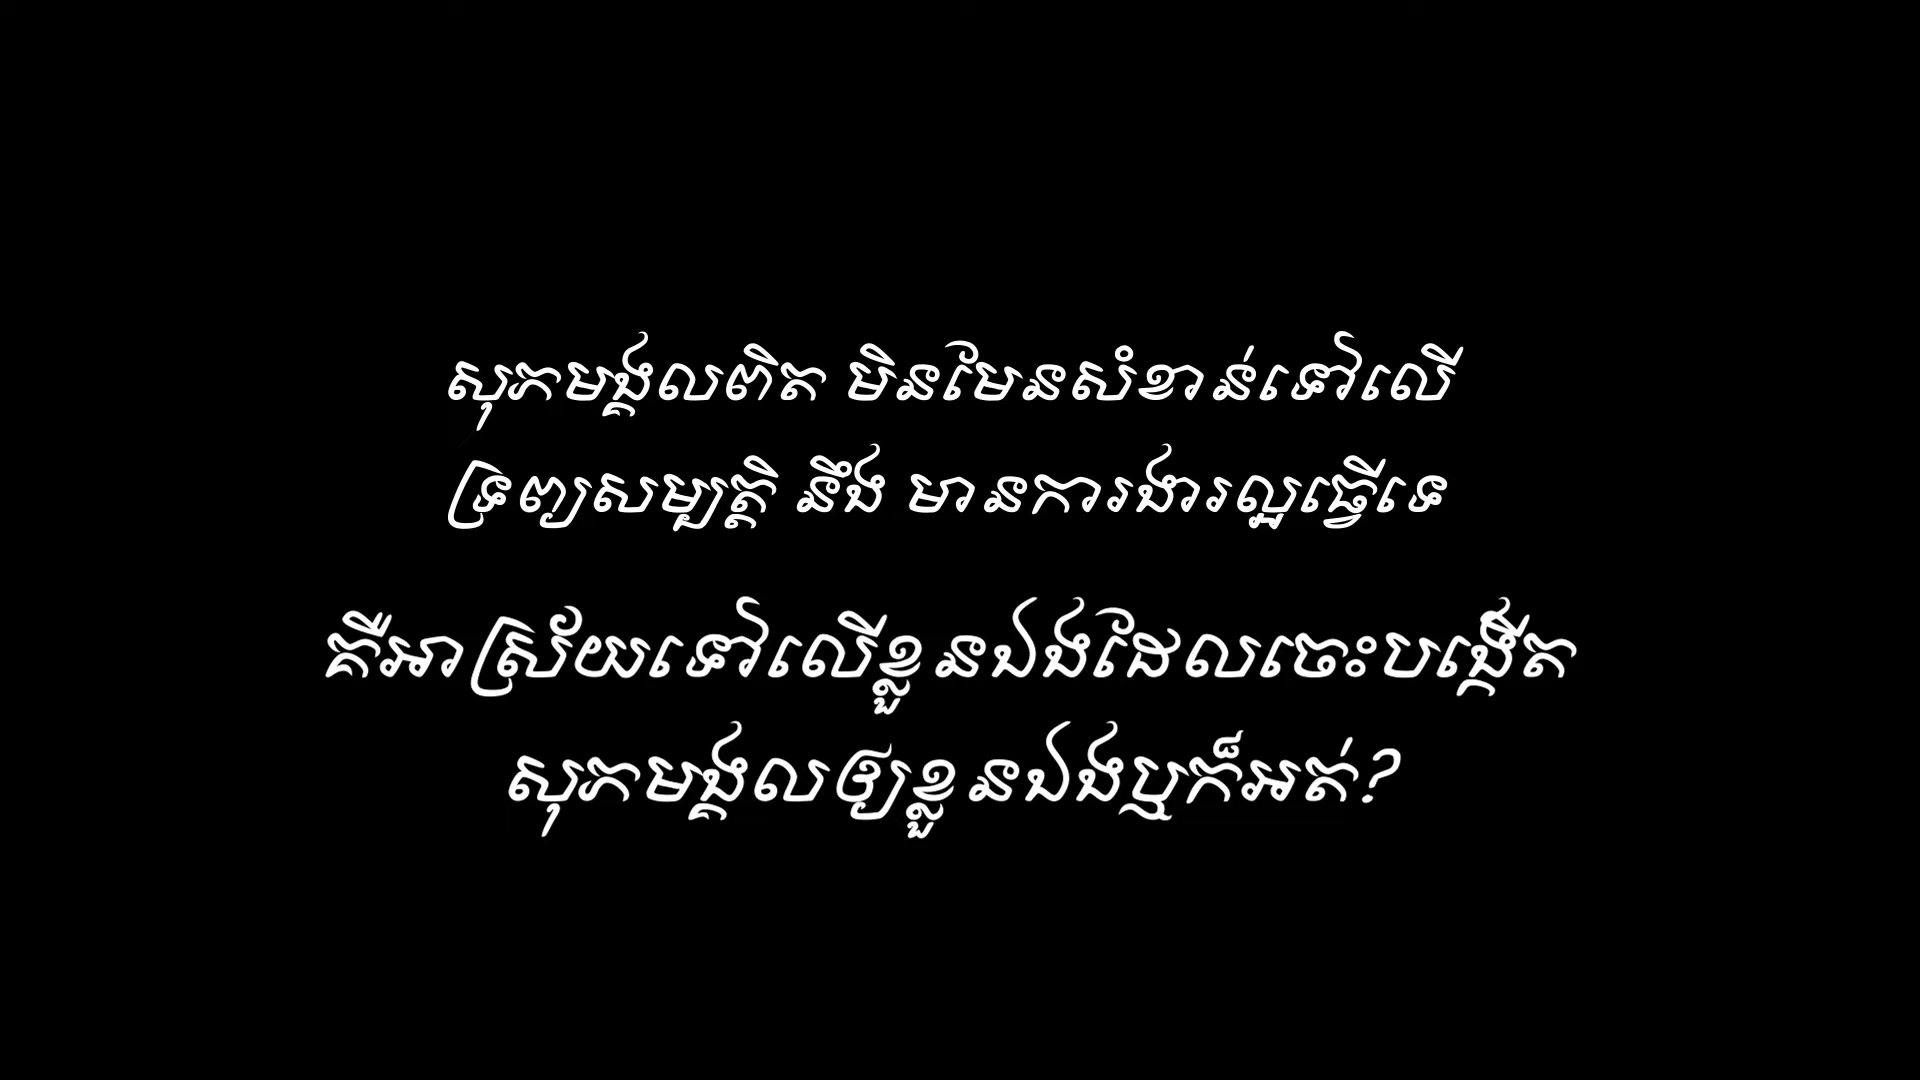 សុភមង្គលពិត មិនមែនសំខាន់ទៅលើ
ទ្រព្យសម្បត្តិ នឹង មានការងារល្អធ្វើទេ
គឺអាស្រ័យទៅលើខ្លួនឯងដែលចេះបង្កើត
សុភមង្គលឲ្យខ្លួនឯងឬក៏អត់?